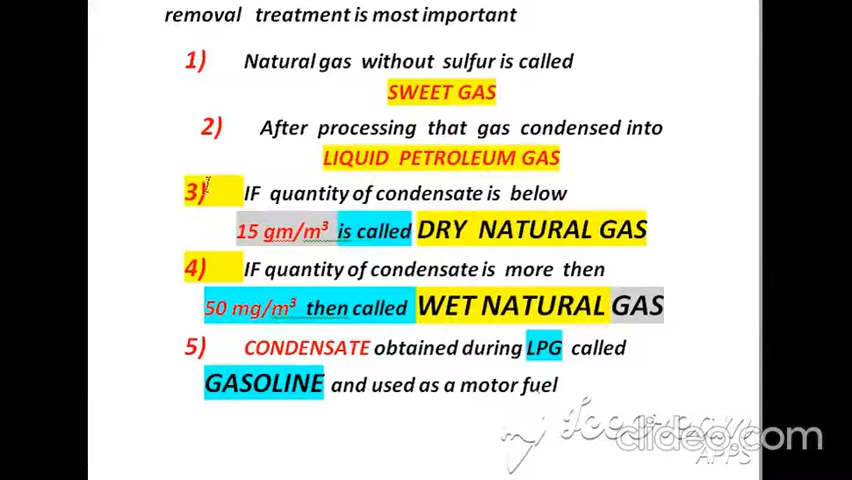 removal treatment is most important
1) Natural gas without sulfur is called
SWEET GAS
2) After processing that gas condensed into
LIQUID PETROLEUM GAS
3) IF quantity of condensate is below
15 gm/m³ is called DRY NATURAL GAS
4) IF quantity of condensate is more then
50 mg/m³ then called WET NATURAL GAS
5) CONDENSATE obtained during LPG called
GASOLINE and used as a motor fuel
clideo.com
APPS